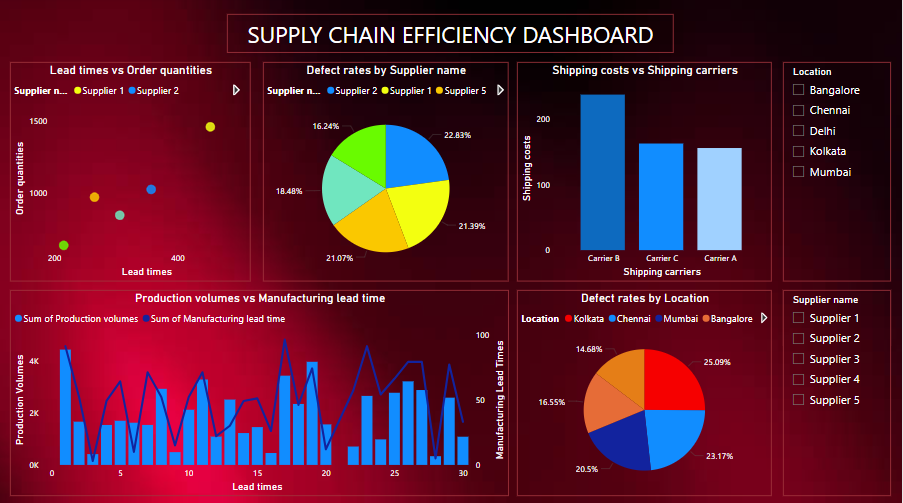 SUPPLY CHAIN EFFICIENCY DASHBOARD
Lead times vs Order quantities
Supplier n... Supplier 1 Supplier 2
1500
1000
Order quantities
200 400
Lead times
Defect rates by Supplier name
Supplier n... Supplier 2 Supplier 1 Supplier 5
16.24%
22.83%
18.48%
21.39%
21.07%
Shipping costs vs Shipping carriers
200
100
0
Shipping costs
Carrier B Carrier C Carrier A
Shipping carriers
Location
Bangalore
Chennai
Delhi
Kolkata
Mumbai
Production volumes vs Manufacturing lead time
Sum of Production volumes Sum of Manufacturing lead time
4K
2K
0K
Production Volumes
100
50
0
Manufacturing Lead Times
0 5 10 15 20 25 30
Lead times
Defect rates by Location
Location Kolkata Chennai Mumbai Bangalore
14.68%
25.09%
16.55%
20.5%
23.17%
Supplier name
Supplier 1
Supplier 2
Supplier 3
Supplier 4
Supplier 5